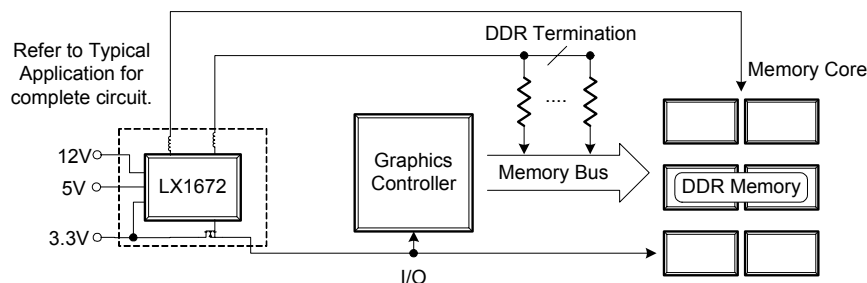 Refer to Typical
Application for
complete circuit.
DDR Termination
Memory Core
....
12V
5V
3.3V
LX1672
Graphics
Controller
Memory Bus
DDR Memory
I/O